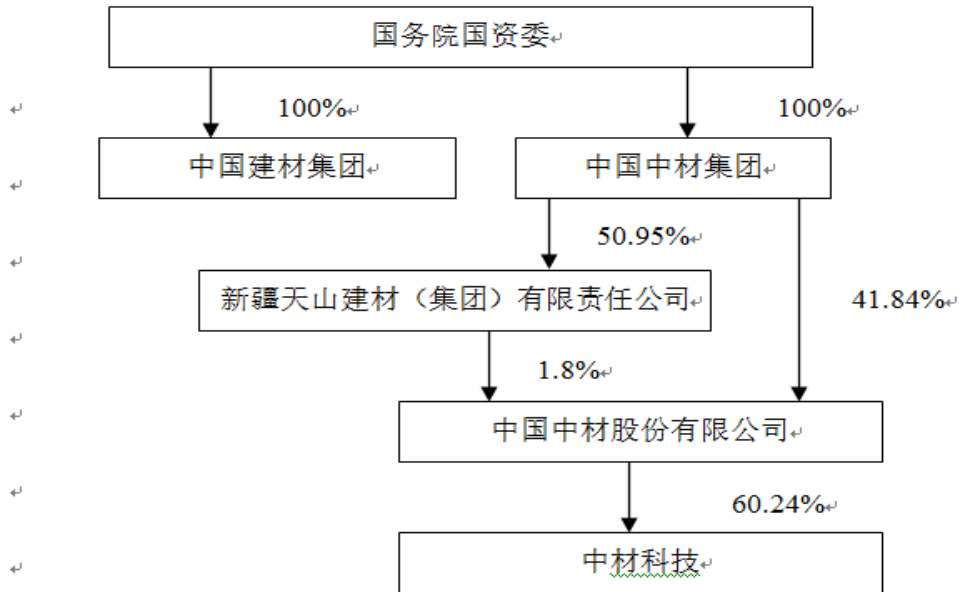 国务院国资委
100%
100%
中国建材集团
中国中材集团
50.95%
新疆天山建材（集团）有限责任公司
41.84%
1.8%
中国中材股份有限公司
60.24%
中材科技